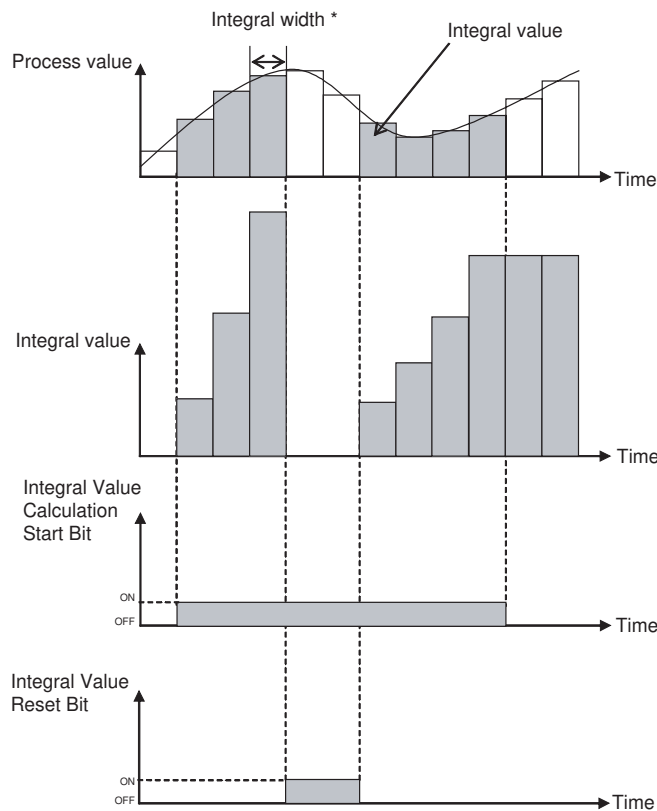 Integral width *
Integral value
Process value
Time
Integral value
Time
Integral Value
Calculation
Start Bit
ON
OFF
Time
Integral Value
Reset Bit
ON
OFF
Time